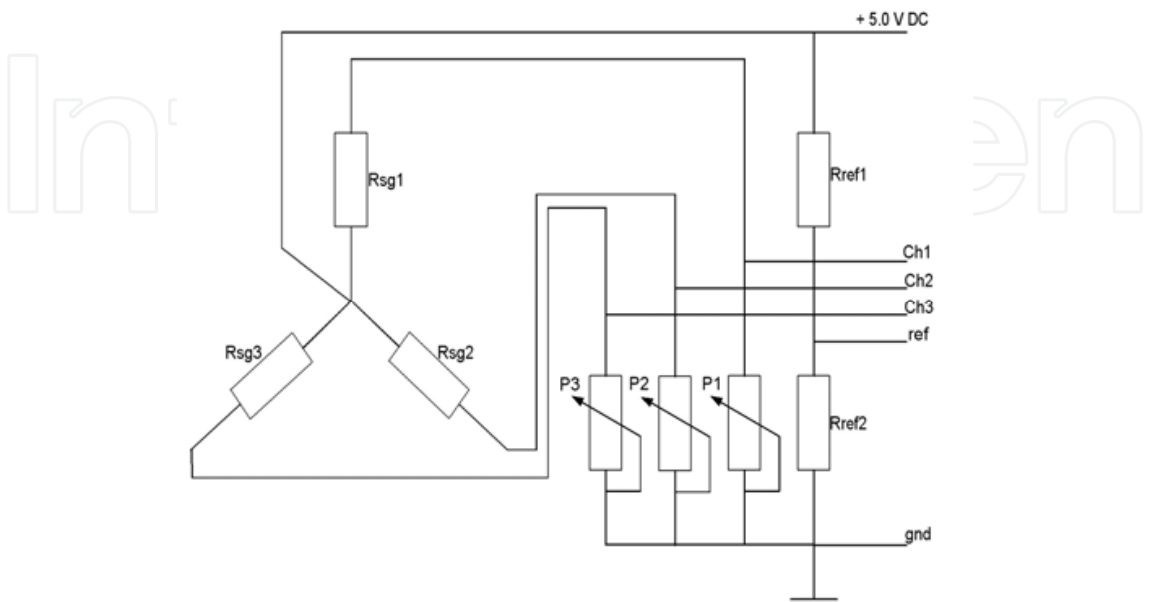 + 5.0 V DC
Rsg1
Rref1
Ch1
Ch2
Ch3
ref
Rsg3
Rsg2
P3
P2
P1
Rref2
gnd